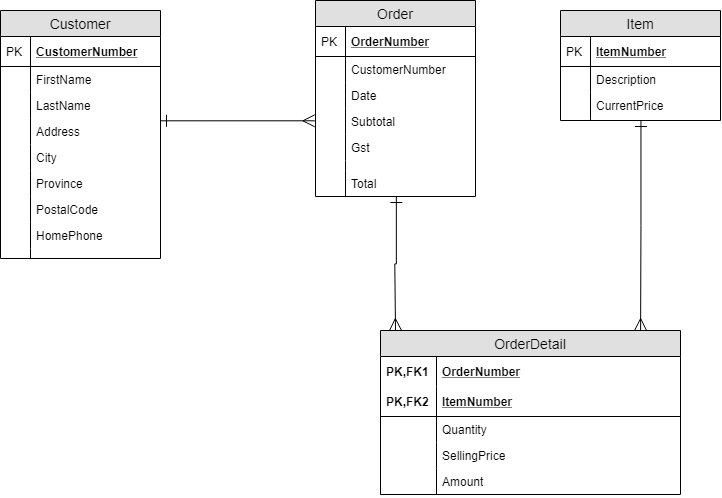 Customer
PK CustomerNumber
FirstName
LastName
Address
City
Province
PostalCode
HomePhone
Order
PK OrderNumber
CustomerNumber
Date
Subtotal
Gst
Total
Item
PK ItemNumber
Description
CurrentPrice
OrderDetail
PK,FK1 OrderNumber
PK,FK2 ItemNumber
Quantity
SellingPrice
Amount